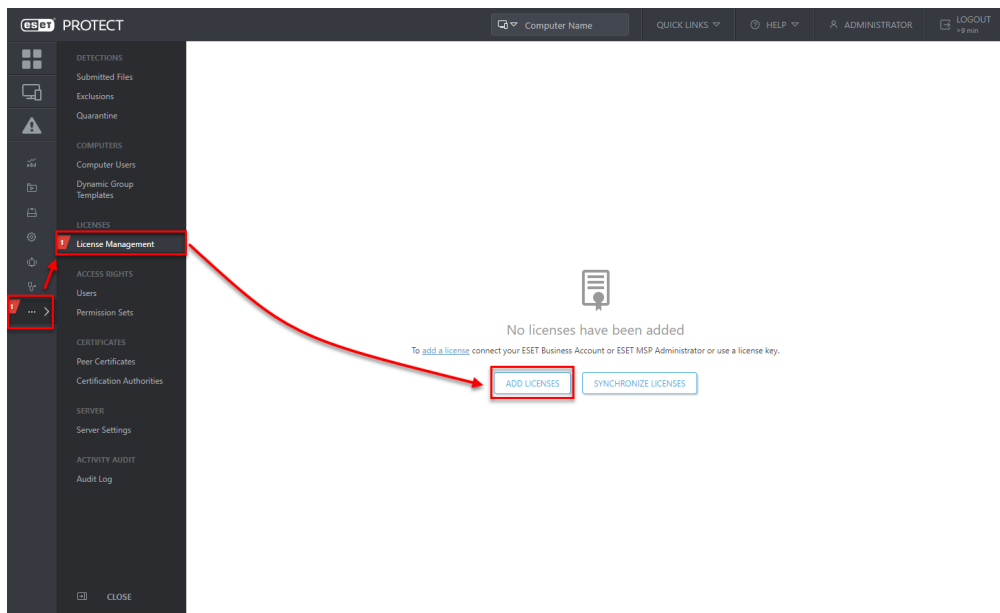 eset PROTECT
Computer Name
QUICK LINKS
HELP
ADMINISTRATOR
LOGOUT
>9 min
DETECTIONS
Submitted Files
Exclusions
Quarantine
COMPUTERS
Computer Users
Dynamic Group
Templates
LICENSES
License Management
ACCESS RIGHTS
Users
Permission Sets
CERTIFICATES
Peer Certificates
Certification Authorities
SERVER
Server Settings
ACTIVITY AUDIT
Audit Log
CLOSE
No licenses have been added
To add a license connect your ESET Business Account or ESET MSP Administrator or use a license key.
ADD LICENSES
SYNCHRONIZE LICENSES